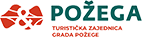 POŽEGA
TURISTIČKA ZAJEDNICA
GRADA POŽEGE